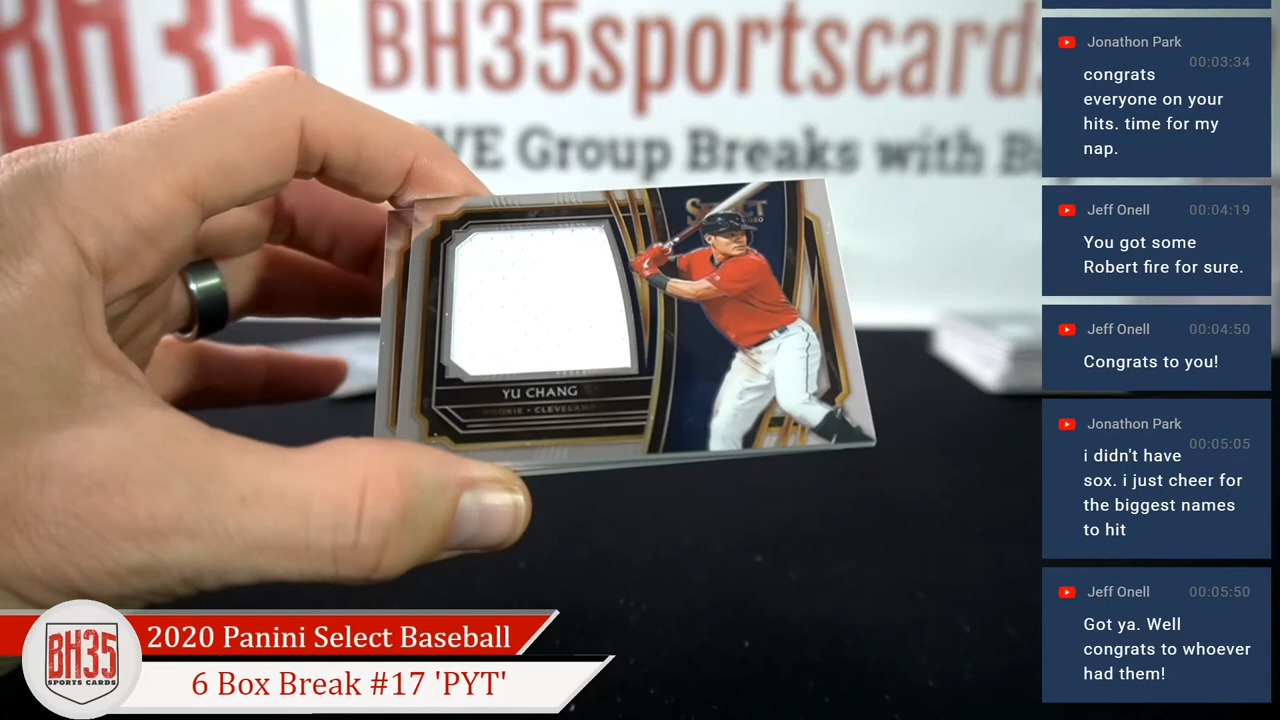 BH35
BH35sportscard
VE Group Breaks with B
SELECT
2020
YU CHANG
ROOKIE • CLEVELAND
Jonathon Park
00:03:34
congrats
everyone on your
hits. time for my
nap.
Jeff Onell 00:04:19
You got some
Robert fire for sure.
Jeff Onell 00:04:50
Congrats to you!
Jonathon Park
00:05:05
i didn't have
sox. i just cheer for
the biggest names
to hit
Jeff Onell 00:05:50
Got ya. Well
congrats to whoever
had them!
BH35
SPORTS CARDS
2020 Panini Select Baseball
6 Box Break #17 'PYT'